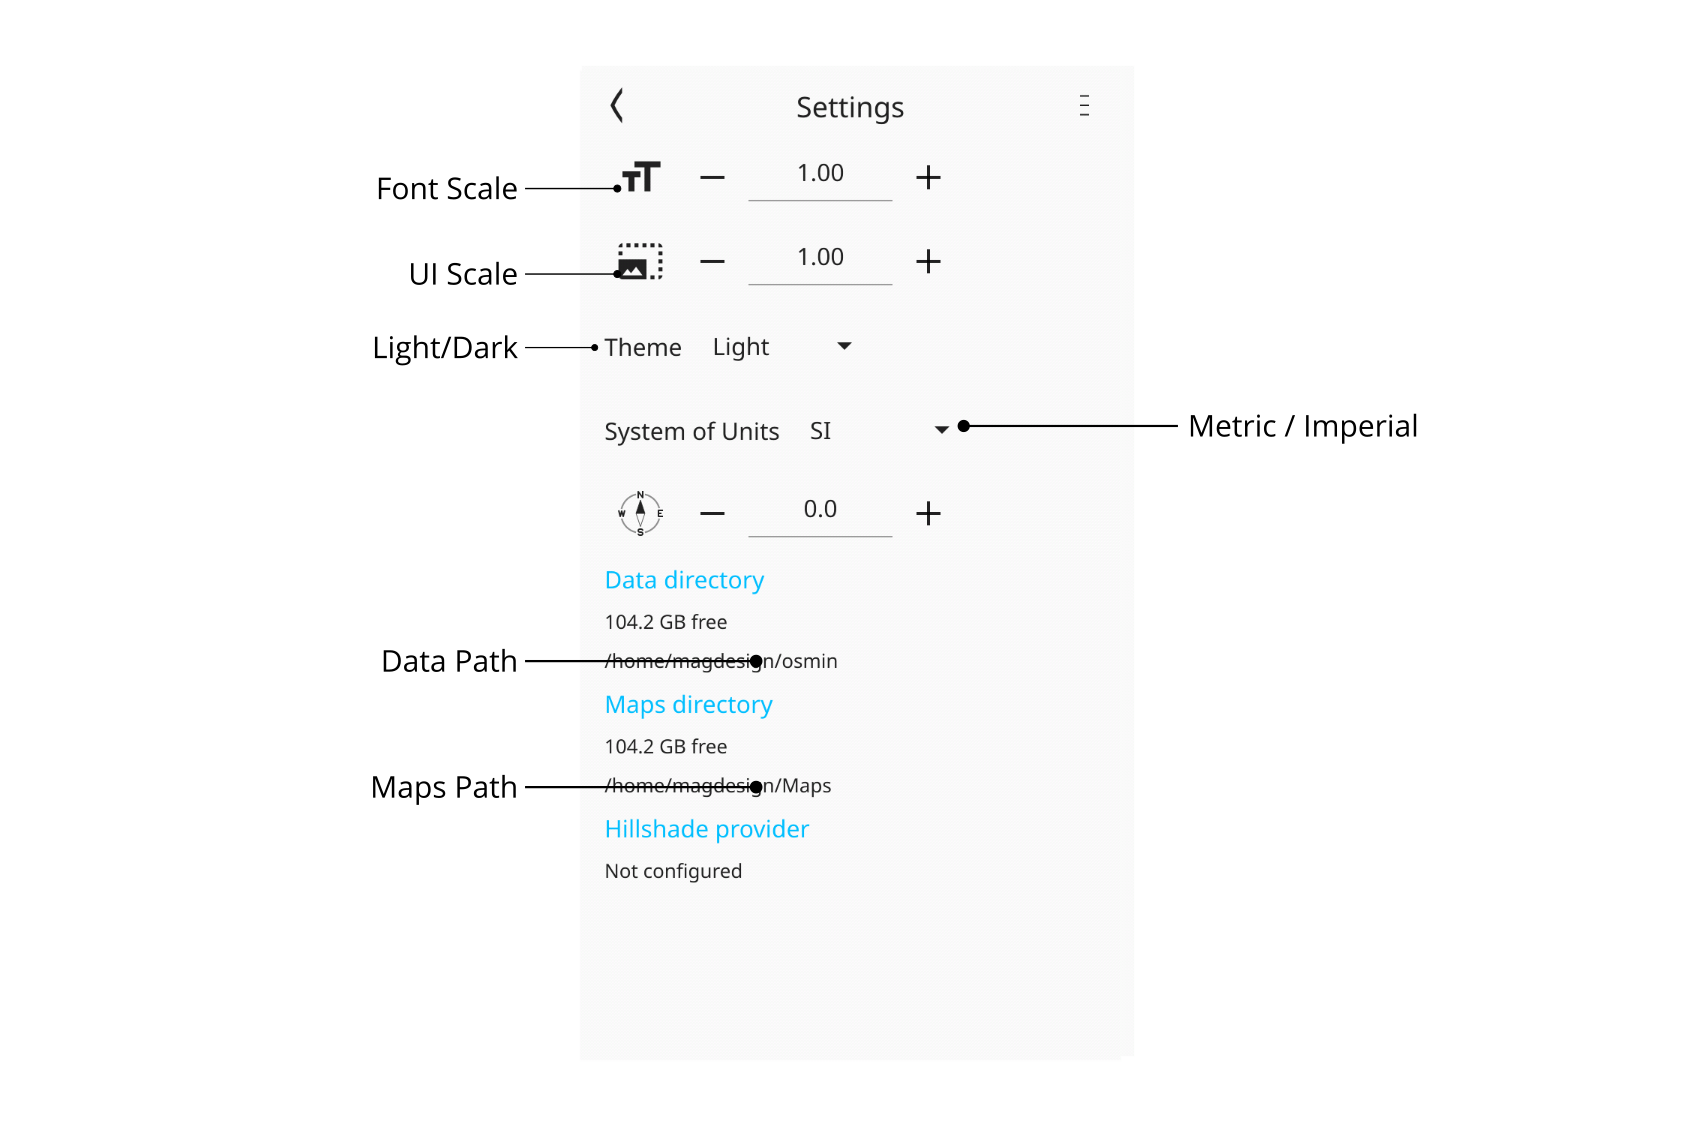 Settings
Font Scale
1.00
UI Scale
1.00
Light/Dark
Theme Light
System of Units SI
Metric / Imperial
N
W E
S
0.0
Data directory
104.2 GB free
Data Path
/home/magdesign/osmin
Maps directory
104.2 GB free
Maps Path
/home/magdesign/Maps
Hillshade provider
Not configured